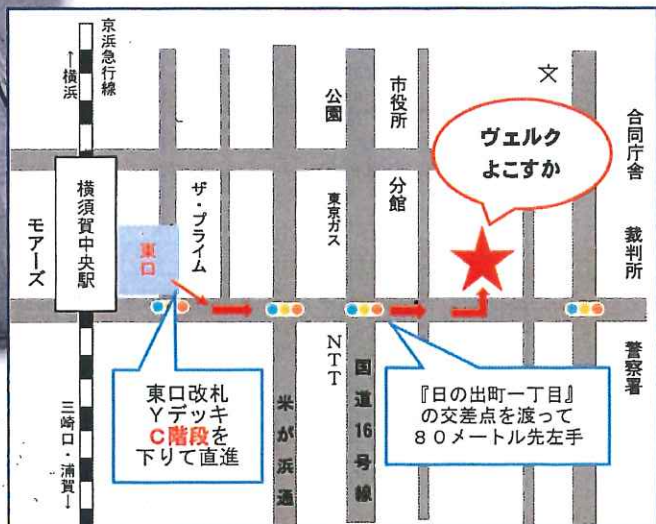 京浜急行線
←横浜
横須賀中央駅
モアーズ
三崎口・浦賀→
東口
ザ・プライム
公園
東京ガス
市役所
分館
文
ヴェルク
よこすか
合同庁舎
裁判所
警察署
NTT
国道16号線
米が浜通
東口改札
Yデッキ
C階段を
下りて直進
『日の出町一丁目』
の交差点を渡って
80メートル先左手